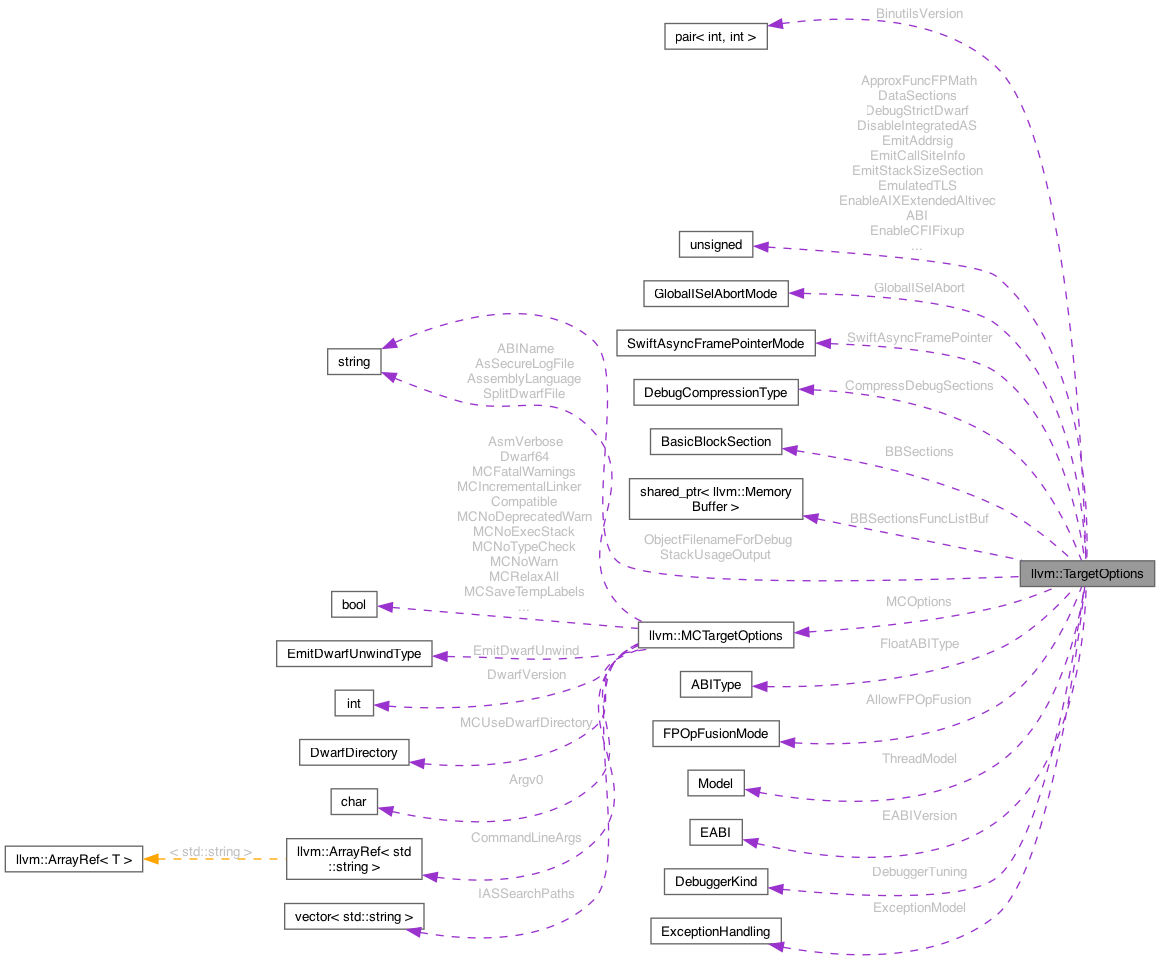 BinutilsVersion
pair< int, int >
ApproxFuncFPMath
DataSections
DebugStrictDwarf
DisableIntegratedAS
EmitAddrsig
EmitCallSiteInfo
EmitStackSizeSection
EmulatedTLS
EnableAIXExtendedAltivec
ABI
EnableCFIFixup
...
unsigned
GlobalISelAbort
GlobalISelAbortMode
SwiftAsyncFramePointer
SwiftAsyncFramePointerMode
string
ABIName
AsSecureLogFile
AssemblyLanguage
SplitDwarfFile
CompressDebugSections
DebugCompressionType
BasicBlockSection
BBSections
AsmVerbose
Dwarf64
MCFatalWarnings
MCIncrementalLinker
Compatible
MCNoDeprecatedWarn
MCNoExecStack
MCNoTypeCheck
MCNoWarn
MCRelaxAll
MCSaveTempLabels
...
shared_ptr< llvm::Memory
Buffer >
BBSectionsFuncListBuf
ObjectFilenameForDebug
StackUsageOutput
llvm::TargetOptions
bool
MCOptions
llvm::MCTargetOptions
EmitDwarfUnwindType
EmitDwarfUnwind
FloatABIType
ABIType
DwarfVersion
int
AllowFPOpFusion
FPOpFusionMode
MCUseDwarfDirectory
DwarfDirectory
ThreadModel
Model
Argv0
char
EABIVersion
EABI
CommandLineArgs
llvm::ArrayRef< T >
< std::string >
llvm::ArrayRef< std
::string >
DebuggerTuning
DebuggerKind
IASSearchPaths
vector< std::string >
ExceptionModel
ExceptionHandling